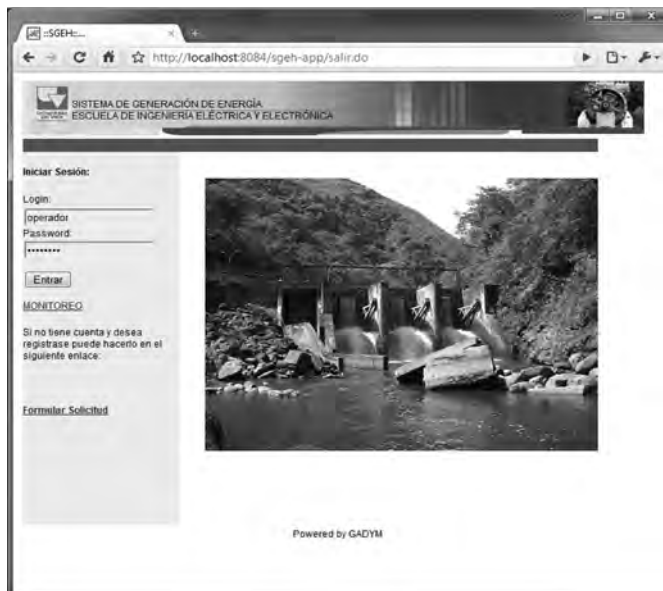 ::SGEH::...
http://localhost:8084/sgeh-app/salir.do
SISTEMA DE GENERACIÓN DE ENERGÍA
ESCUELA DE INGENIERÍA ELÉCTRICA Y ELECTRÓNICA
Iniciar Sesión:
Login:
operador
Password:
••••••••
Entrar
MONITOREO
Si no tiene cuenta y desea
registrase puede hacerlo en el
siguiente enlace:
Formular Solicitud
Powered by GADYM